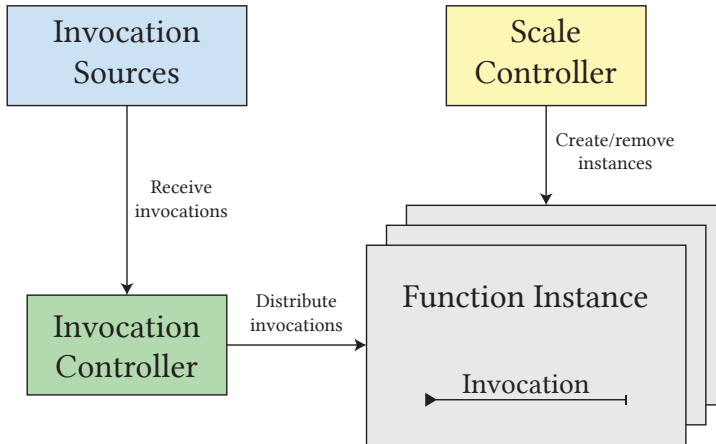 Invocation
Sources
Scale
Controller
Create/remove
instances
Receive
invocations
Distribute
invocations
Invocation
Controller
Function Instance
Invocation